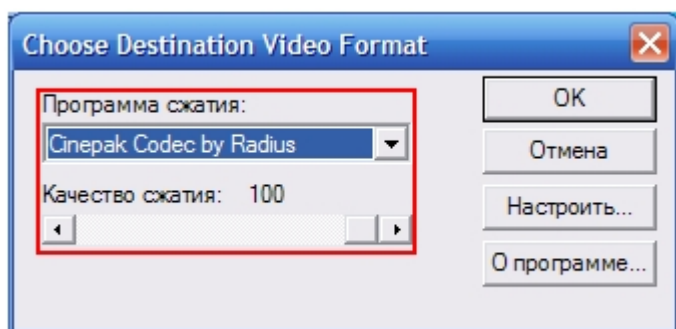 Choose Destination Video Format
Программа сжатия:
Cinepak Codec by Radius
Качество сжатия: 100
OK
Отмена
Настроить...
О программе...